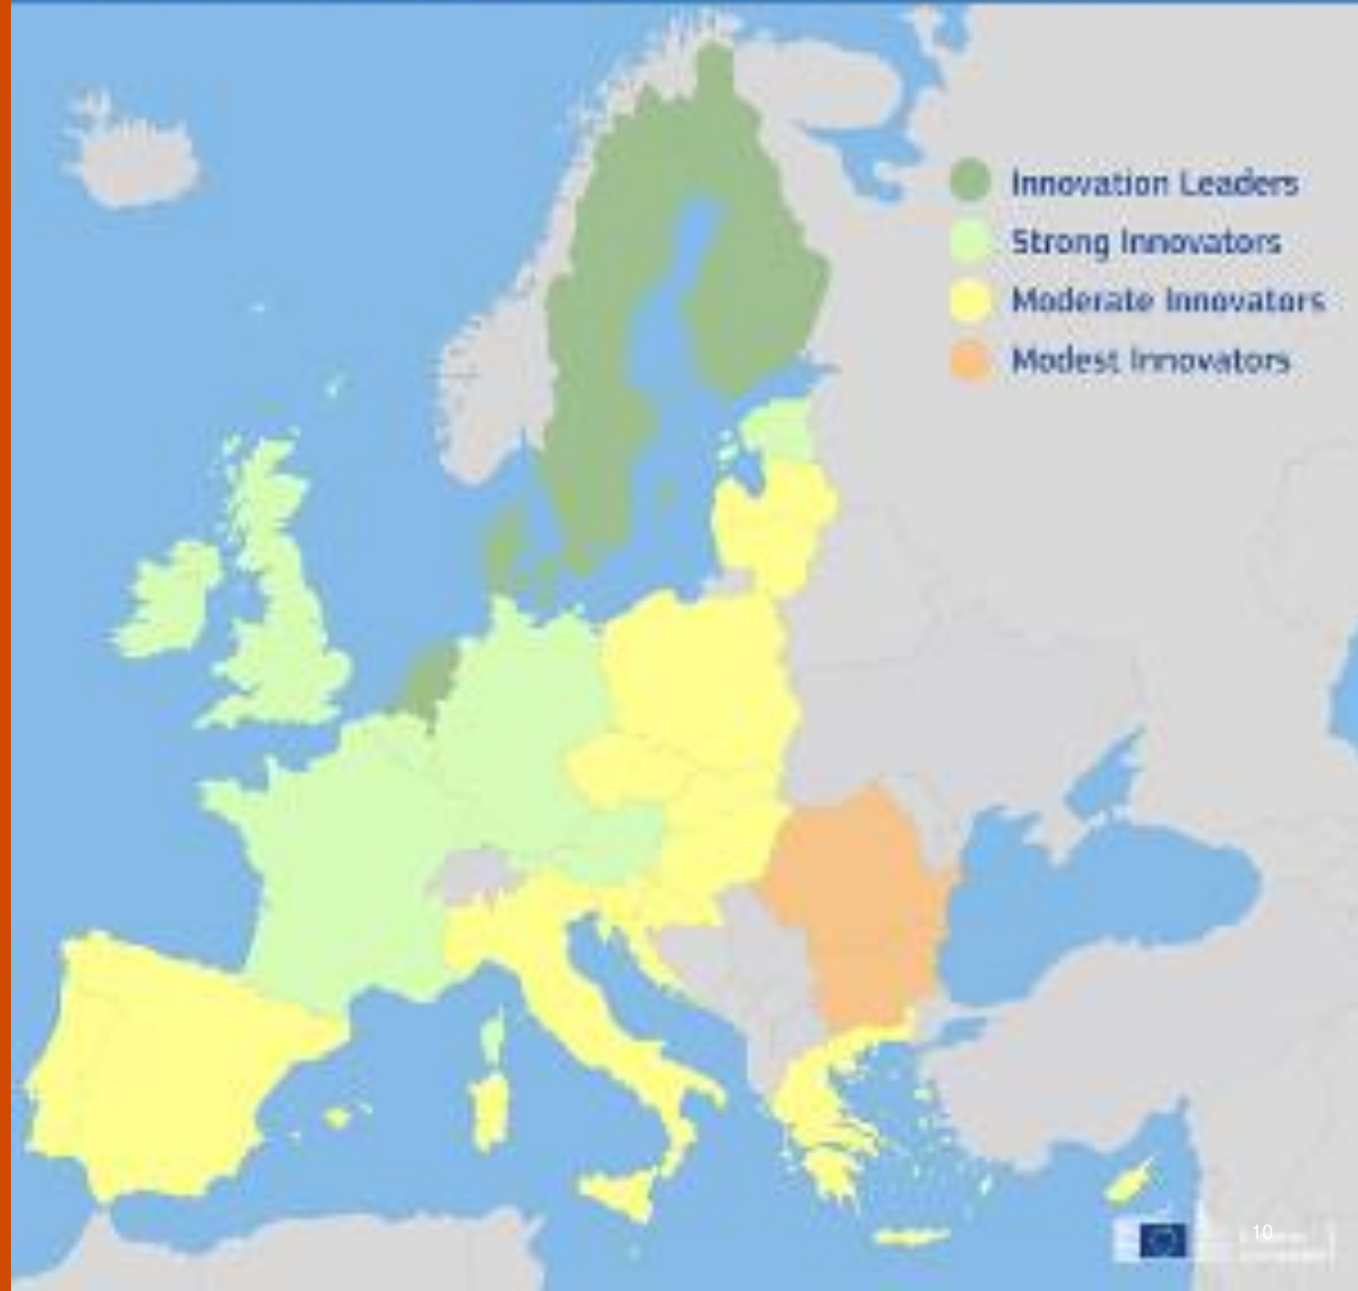 Innovation Leaders
Strong Innovators
Moderate Innovators
Modest Innovators
10